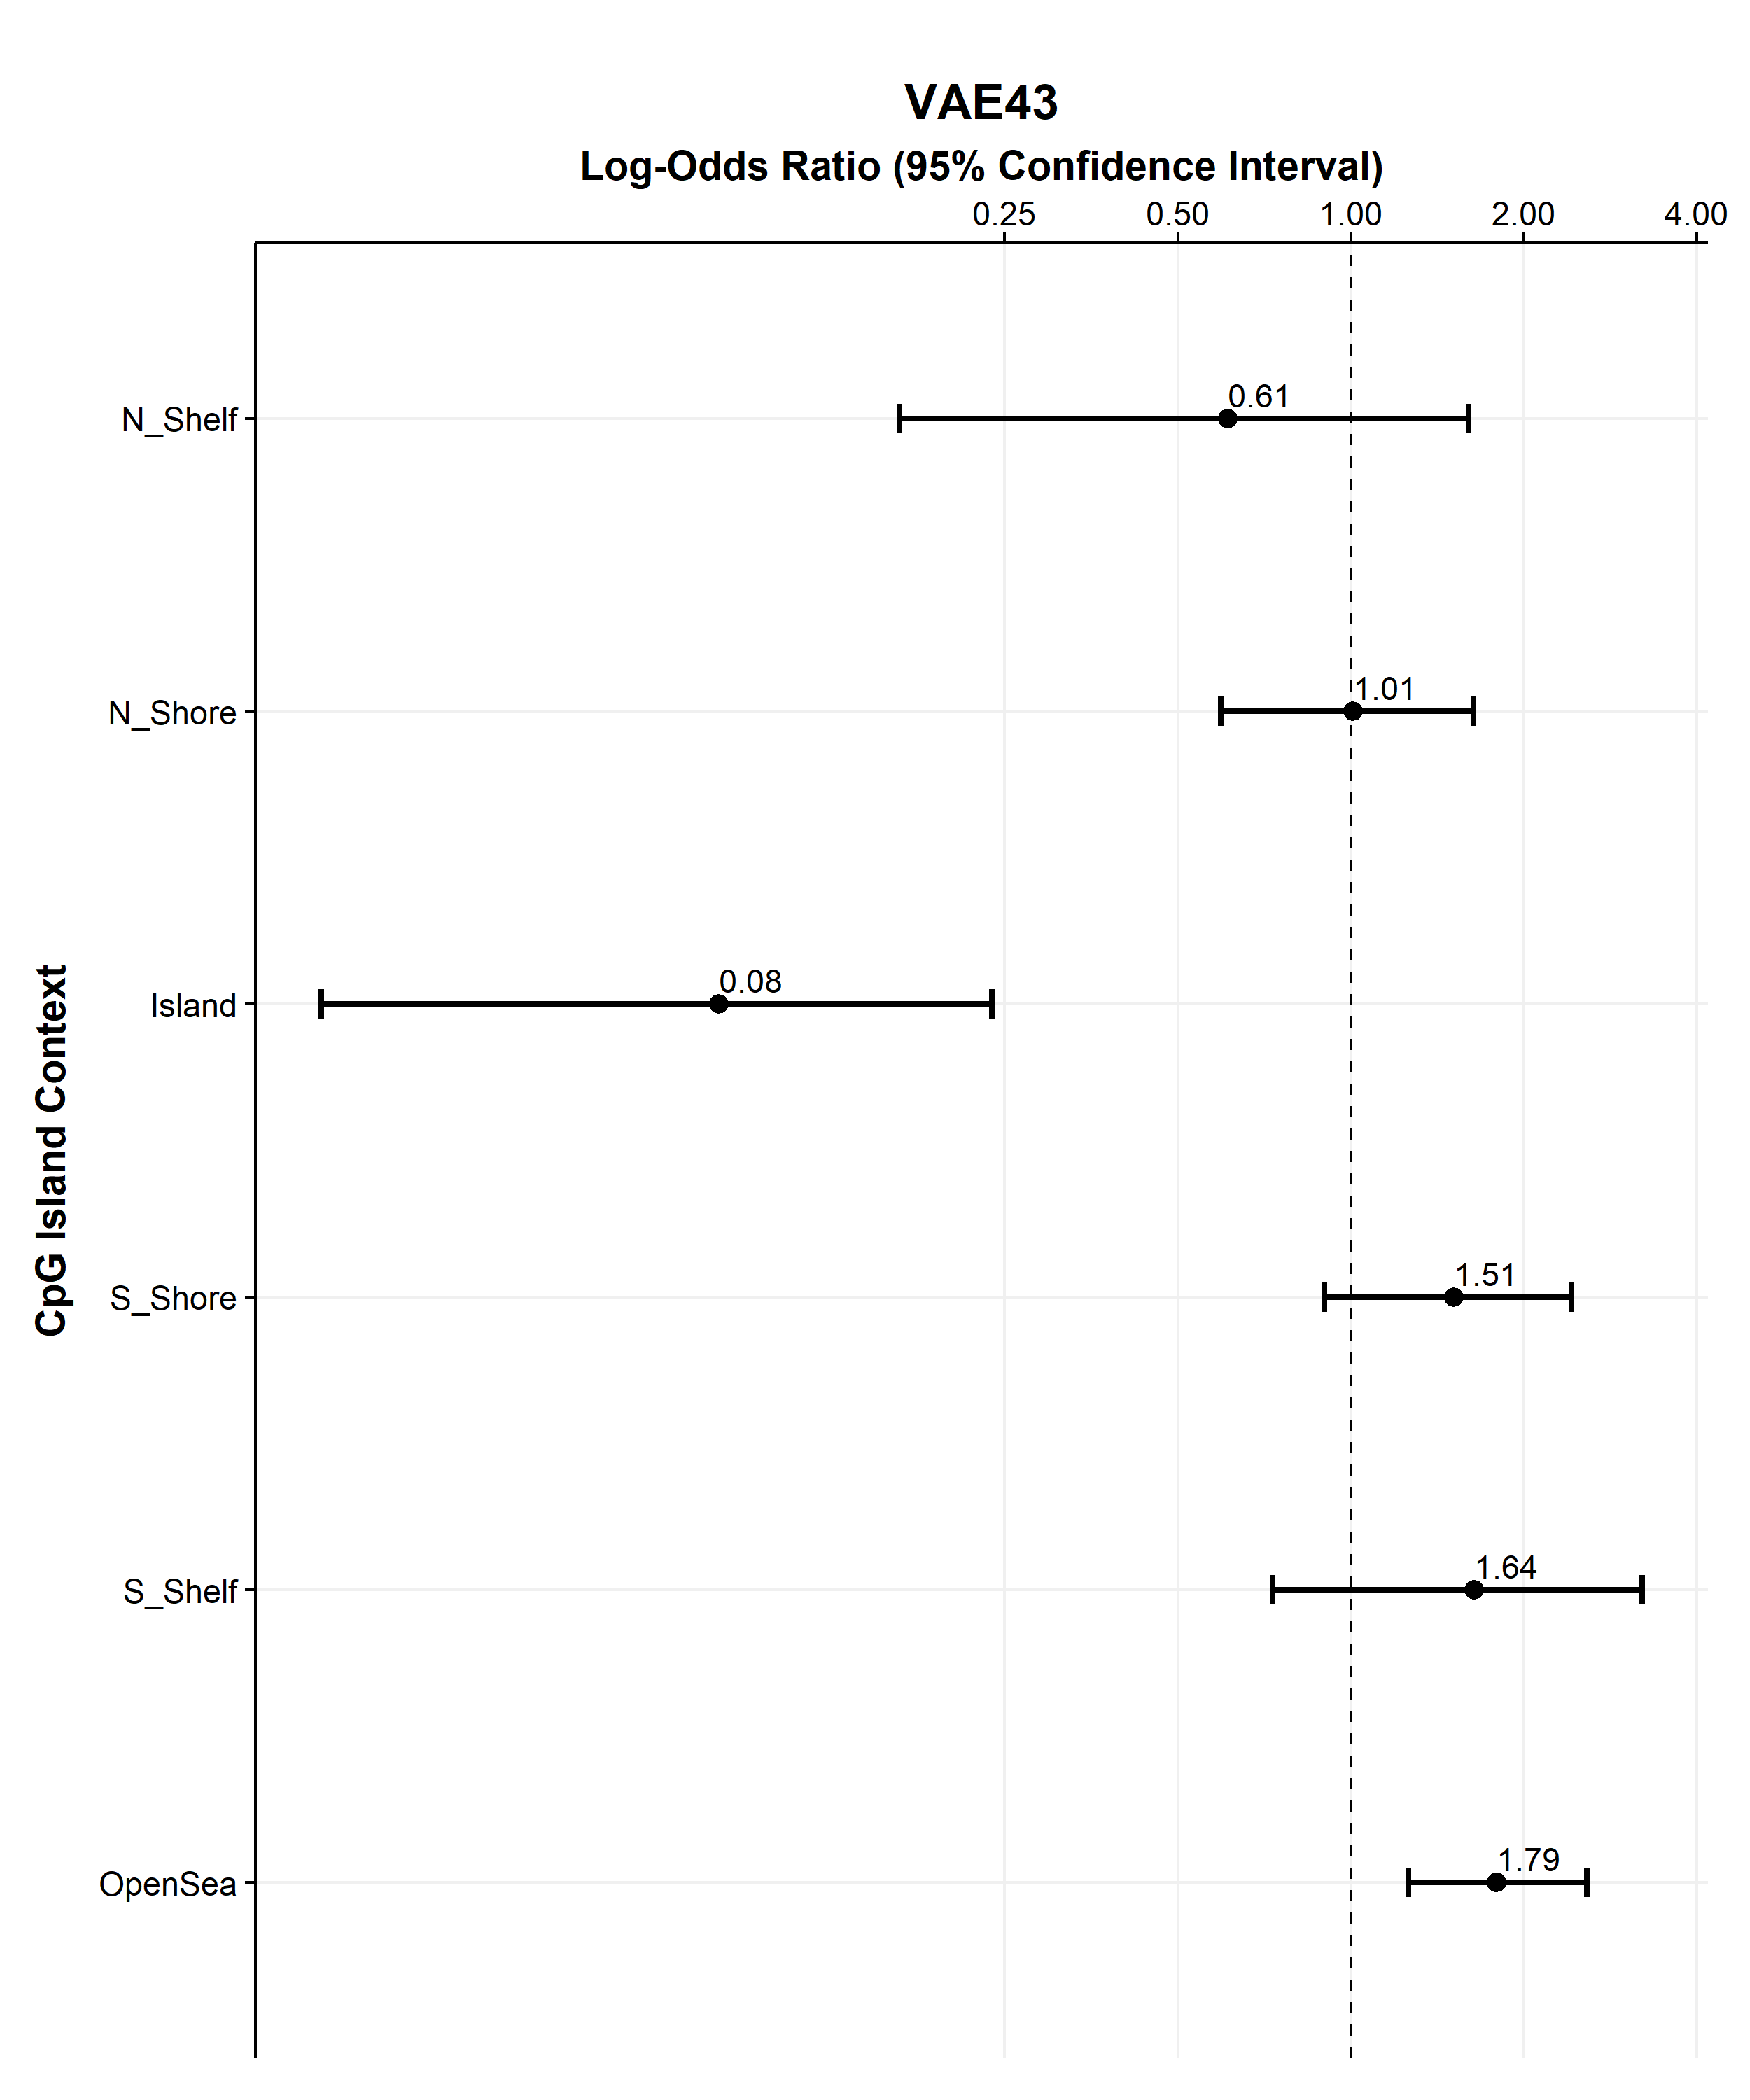 VAE43
Log-Odds Ratio (95% Confidence Interval)
0.25 0.50 1.00 2.00 4.00
N_Shelf
0.61
N_Shore
1.01
Island
0.08
CpG Island Context
S_Shore
1.51
S_Shelf
1.64
OpenSea
1.79